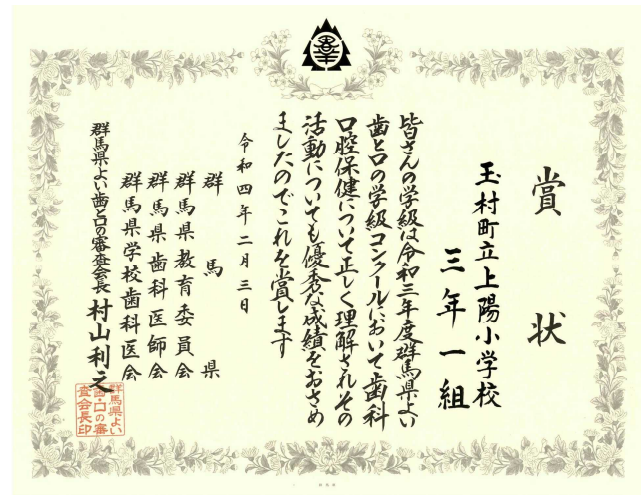 賞状
玉村町立上陽小学校
三年一組
皆さんの学級は令和三年度群馬県よい
歯と口の学級コンクールにおいて歯科
口腔保健について正しく理解されその
活動についても優秀な成績をおさめ
ましたのでこれを賞します
令和四年二月三日
群馬県
群馬県教育委員会
群馬県歯科医師会
群馬県学校歯科医会
群馬県よい歯と口の審査会長 村山利之
群馬県よい
歯・口の審
査会長印